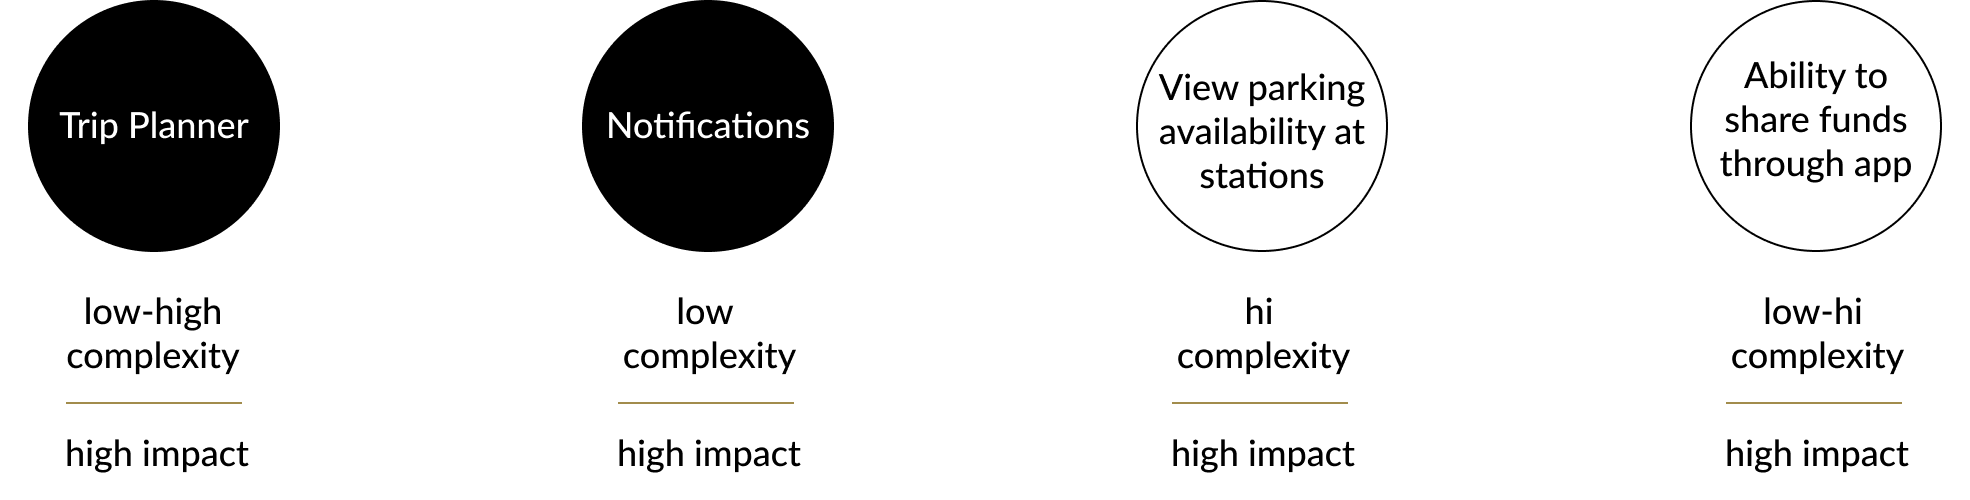 Trip Planner
low-high
complexity
high impact
Notifications
low
complexity
high impact
View parking
availability at
stations
hi
complexity
high impact
Ability to
share funds
through app
low-hi
complexity
high impact